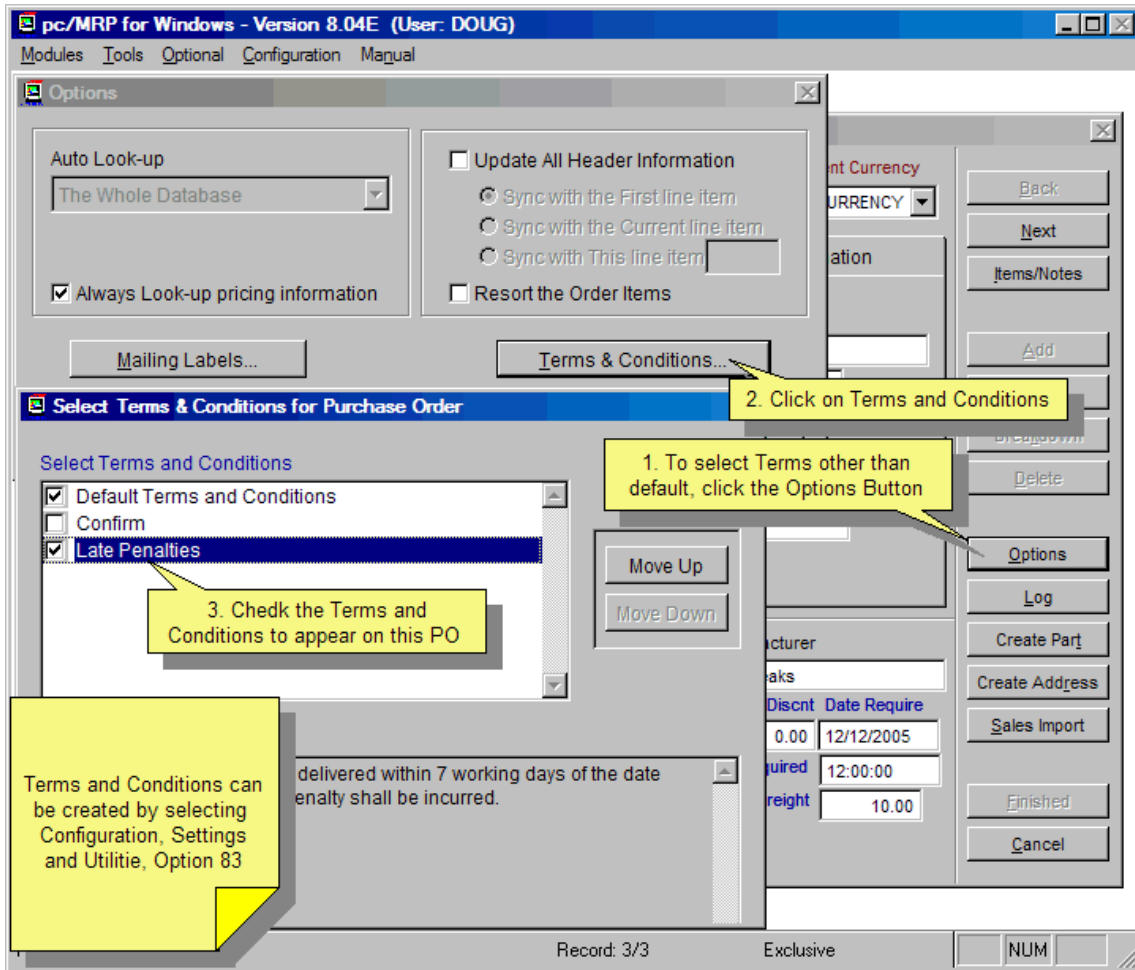 pc/MRP for Windows - Version 8.04E (User: DOUG)
Modules Tools Optional Configuration Manual
Options
Auto Look-up
The Whole Database
Always Look-up pricing information
Update All Header Information
Sync with the First line item
Sync with the Current line item
Sync with This line item
Resort the Order Items
Mailing Labels...
Terms & Conditions...
2. Click on Terms and Conditions
Select Terms & Conditions for Purchase Order
Select Terms and Conditions
Default Terms and Conditions
Confirm
Late Penalties
Move Up
Move Down
1. To select Terms other than
default, click the Options Button
3. Chedk the Terms and
Conditions to appear on this PO
Terms and Conditions can
be created by selecting
Configuration, Settings
and Utilitie, Option 83
delivered within 7 working days of the date
enalty shall be incurred.
ent Currency
URRENCY
ation
acturer
eaks
Discnt Date Require
0.00 12/12/2005
quired 12:00:00
reight 10.00
Back
Next
Items/Notes
Add
Breakdown
Delete
Options
Log
Create Part
Create Address
Sales Import
Finished
Cancel
Record: 3/3 Exclusive NUM